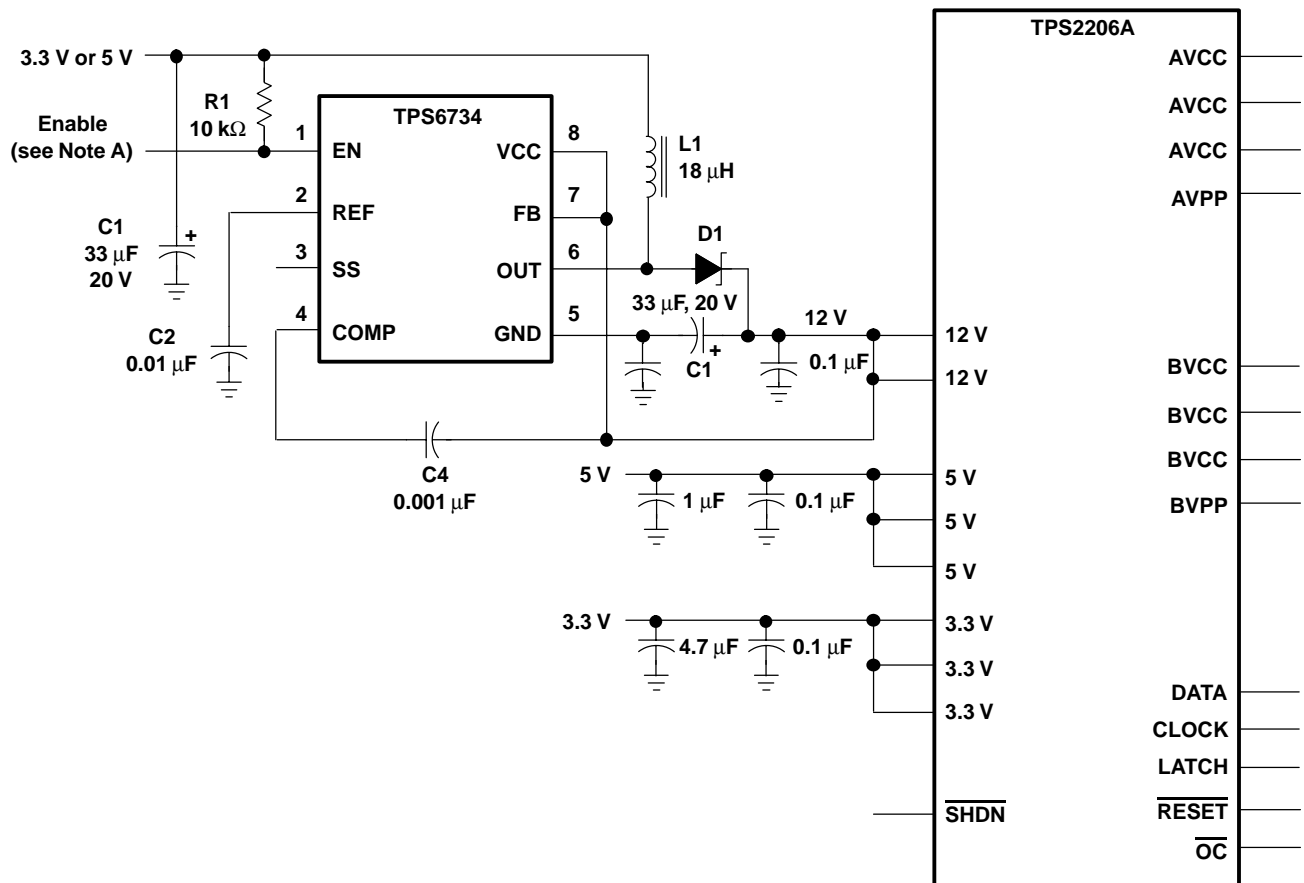 TPS2206A
3.3 V or 5 V
AVCC
AVCC
R1
10 kΩ
TPS6734
Enable
(see Note A)
1
EN
8
VCC
L1
18 μH
AVCC
2
REF
7
FB
AVPP
C1
33 μF
20 V
+
3
SS
6
OUT
D1
33 μF, 20 V
4
COMP
5
GND
12 V
12 V
C2
0.01 μF
+
C1
0.1 μF
12 V
BVCC
BVCC
BVCC
C4
0.001 μF
5 V
5 V
1 μF
0.1 μF
BVPP
5 V
5 V
3.3 V
3.3 V
4.7 μF
0.1 μF
3.3 V
3.3 V
DATA
CLOCK
LATCH
SHDN
RESET
OC